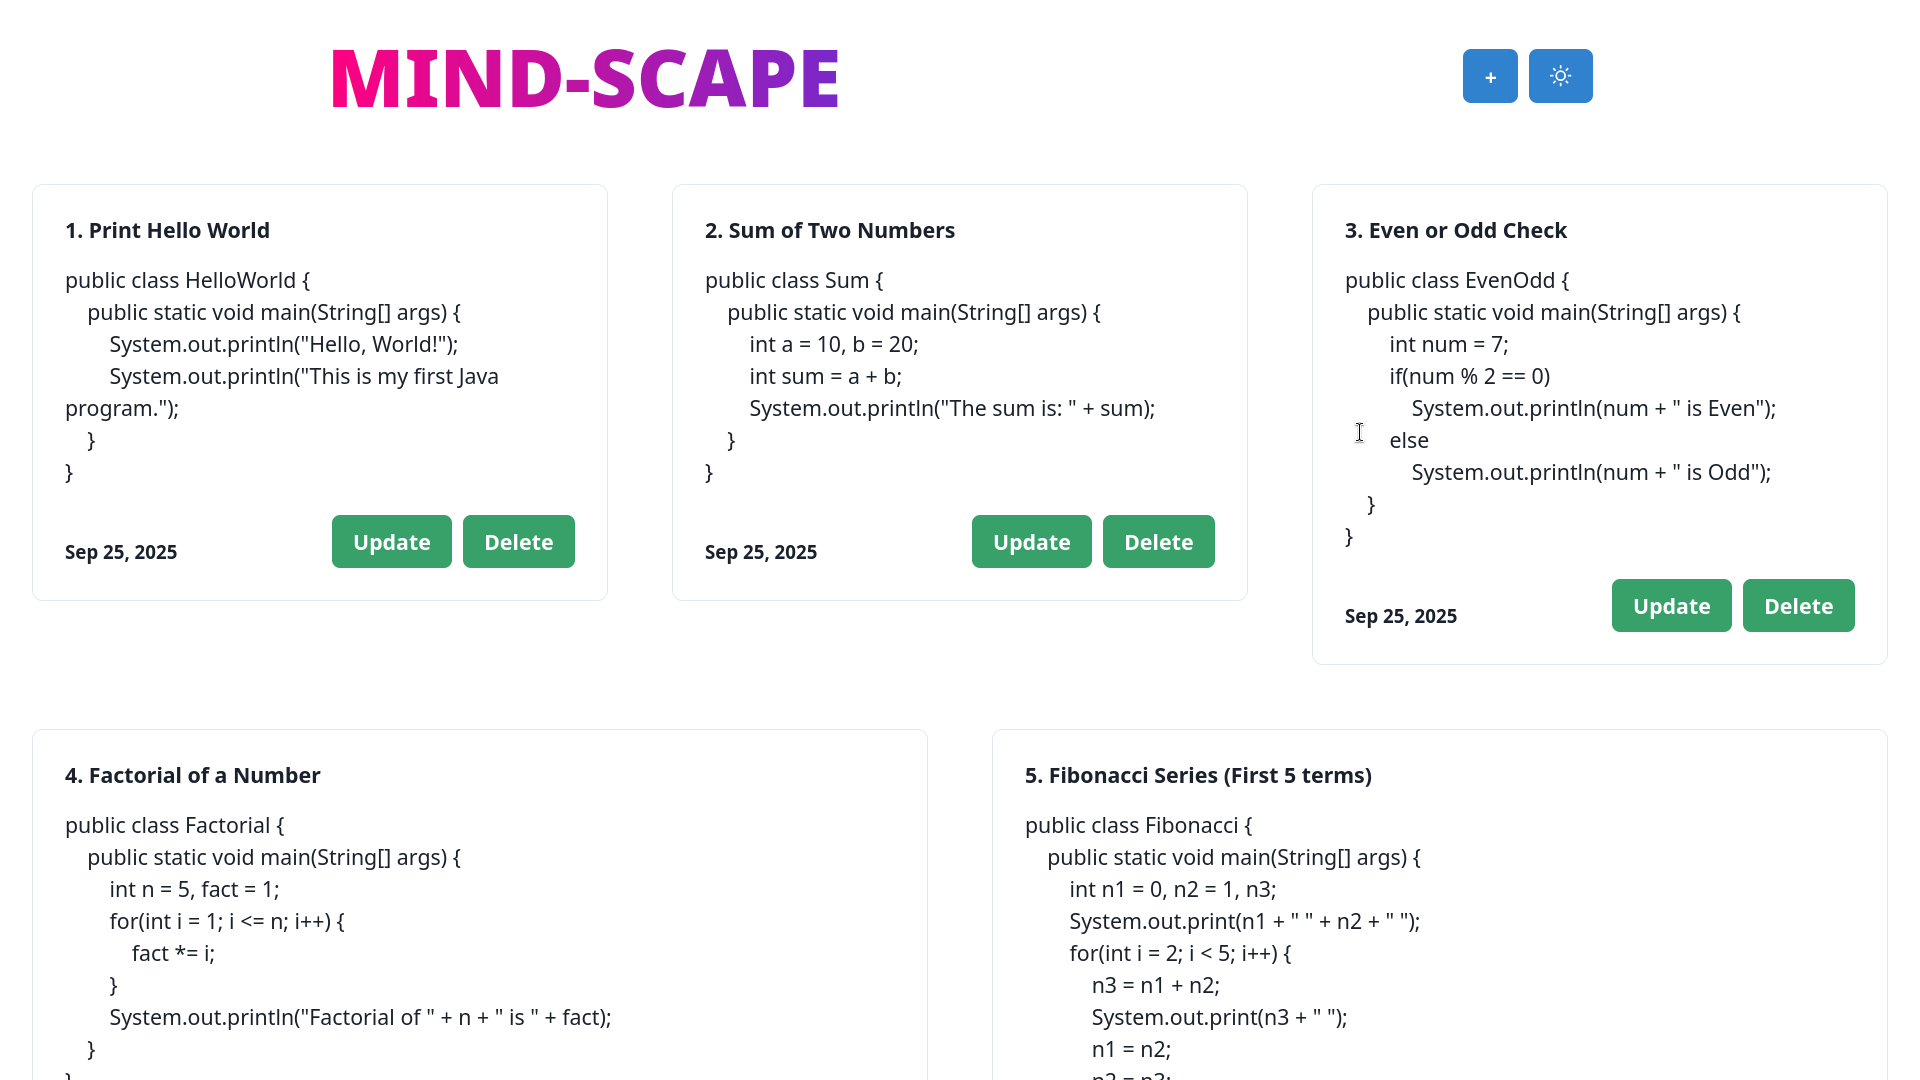 MIND-SCAPE
+
1. Print Hello World
public class HelloWorld {
    public static void main(String[] args) {
        System.out.println("Hello, World!");
        System.out.println("This is my first Java
program.");
    }
}
Sep 25, 2025
Update
Delete
2. Sum of Two Numbers
public class Sum {
    public static void main(String[] args) {
        int a = 10, b = 20;
        int sum = a + b;
        System.out.println("The sum is: " + sum);
    }
}
Sep 25, 2025
Update
Delete
3. Even or Odd Check
public class EvenOdd {
    public static void main(String[] args) {
        int num = 7;
        if(num % 2 == 0)
            System.out.println(num + " is Even");
        else
            System.out.println(num + " is Odd");
    }
}
Sep 25, 2025
Update
Delete
4. Factorial of a Number
public class Factorial {
    public static void main(String[] args) {
        int n = 5, fact = 1;
        for(int i = 1; i <= n; i++) {
            fact *= i;
        }
        System.out.println("Factorial of " + n + " is " + fact);
    }
}
5. Fibonacci Series (First 5 terms)
public class Fibonacci {
    public static void main(String[] args) {
        int n1 = 0, n2 = 1, n3;
        System.out.print(n1 + " " + n2 + " ");
        for(int i = 2; i < 5; i++) {
            n3 = n1 + n2;
            System.out.print(n3 + " ");
            n1 = n2;
            n2 = n3;